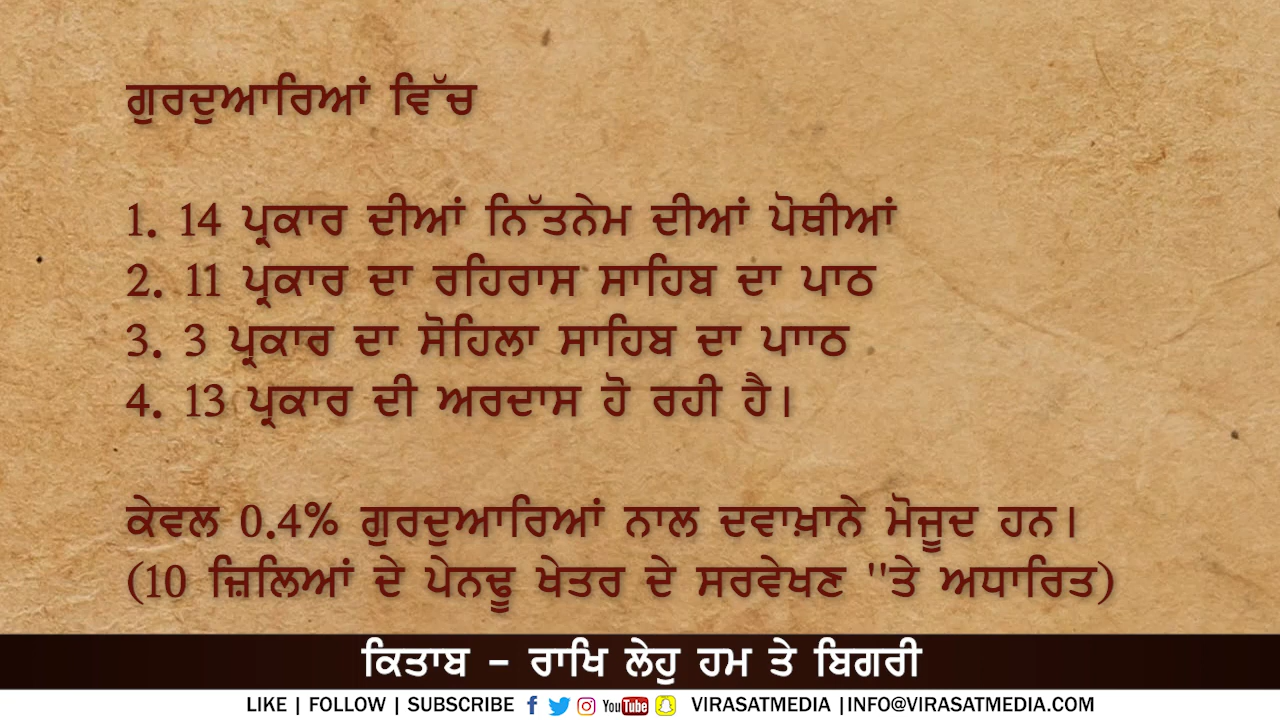 ਗੁਰਦੁਆਰਿਆਂ ਵਿੱਚ
1. 14 ਪ੍ਰਕਾਰ ਦੀਆਂ ਨਿੱਤਨੇਮ ਦੀਆਂ ਪੋਥੀਆਂ
2. 11 ਪ੍ਰਕਾਰ ਦਾ ਰਹਿਰਾਸ ਸਾਹਿਬ ਦਾ ਪਾਠ
3. 3 ਪ੍ਰਕਾਰ ਦਾ ਸੋਹਿਲਾ ਸਾਹਿਬ ਦਾ ਪਾਾਠ
4. 13 ਪ੍ਰਕਾਰ ਦੀ ਅਰਦਾਸ ਹੋ ਰਹੀ ਹੈ।
ਕੇਵਲ 0.4% ਗੁਰਦੁਆਰਿਆਂ ਨਾਲ ਦਵਾਖ਼ਾਨੇ ਮੋਜੂਦ ਹਨ।
(10 ਜ਼ਿਲਿਆਂ ਦੇ ਪੇਨਢੂ ਖੇਤਰ ਦੇ ਸਰਵੇਖਣ ''ਤੇ ਅਧਾਰਿਤ)
ਕਿਤਾਬ - ਰਾਖਿ ਲੇਹੁ ਹਮ ਤੇ ਬਿਗਰੀ
LIKE | FOLLOW | SUBSCRIBE YouTube VIRASATMEDIA |INFO@VIRASATMEDIA.COM